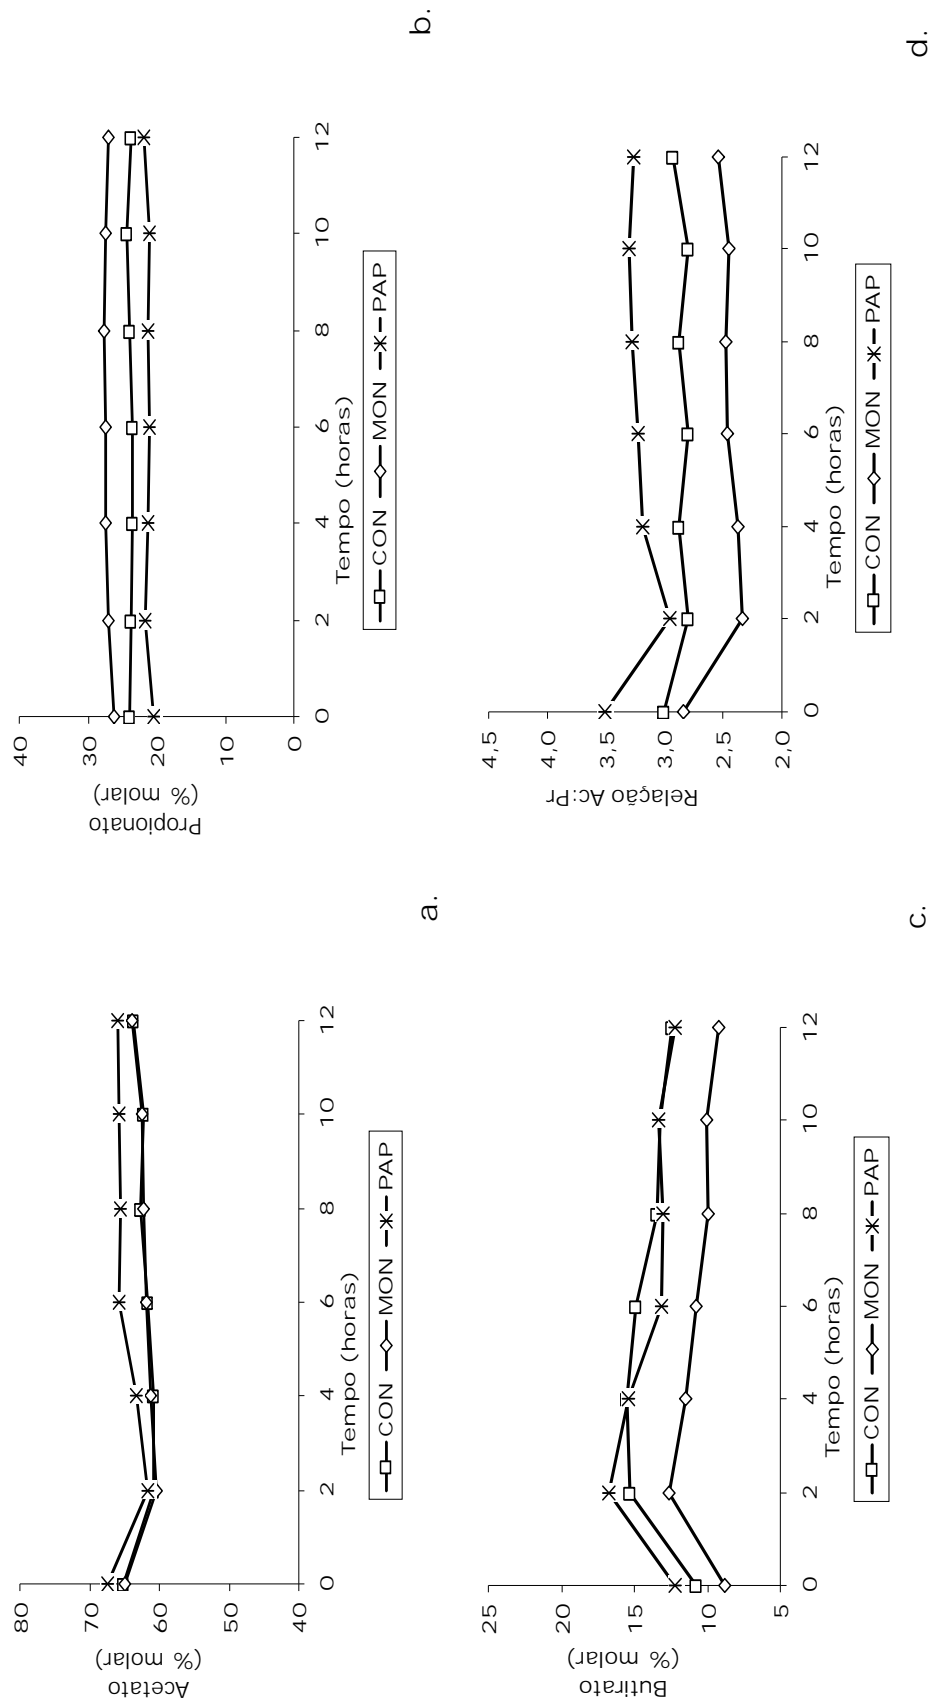 Acetato
(% molar)
80
70
60
50
40
0
2
4
6
8
10
12
Tempo (horas)
CON MON PAP
a.
Propionato
(% molar)
40
30
20
10
0
0
2
4
6
8
10
12
Tempo (horas)
CON MON PAP
b.
Butirato
(% molar)
25
20
15
10
5
0
2
4
6
8
10
12
Tempo (horas)
CON MON PAP
c.
Relação Ac:Pr
4,5
4,0
3,5
3,0
2,5
2,0
0
2
4
6
8
10
12
Tempo (horas)
CON MON PAP
d.